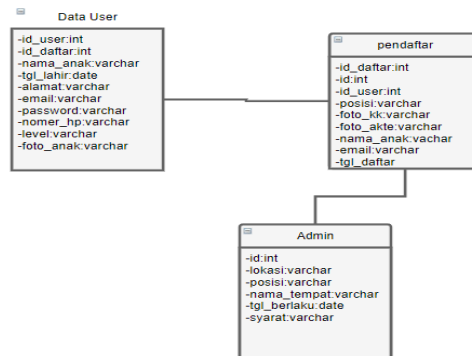 Data User
-id_user:int
-id_daftar:int
-nama_anak:varchar
-tgl_lahir:date
-alamat:varchar
-email:varchar
-password:varchar
-nomer_hp:varchar
-level:varchar
-foto_anak:varchar
pendaftar
-id_daftar:int
-id:int
-id_user:int
-posisi:varchar
-foto_kk:varchar
-foto_akte:varchar
-nama_anak:vachar
-email:varchar
-tgl_daftar
Admin
-id:int
-lokasi:varchar
-posisi:varchar
-nama_tempat:varchar
-tgl_berlaku:date
-syarat:varchar